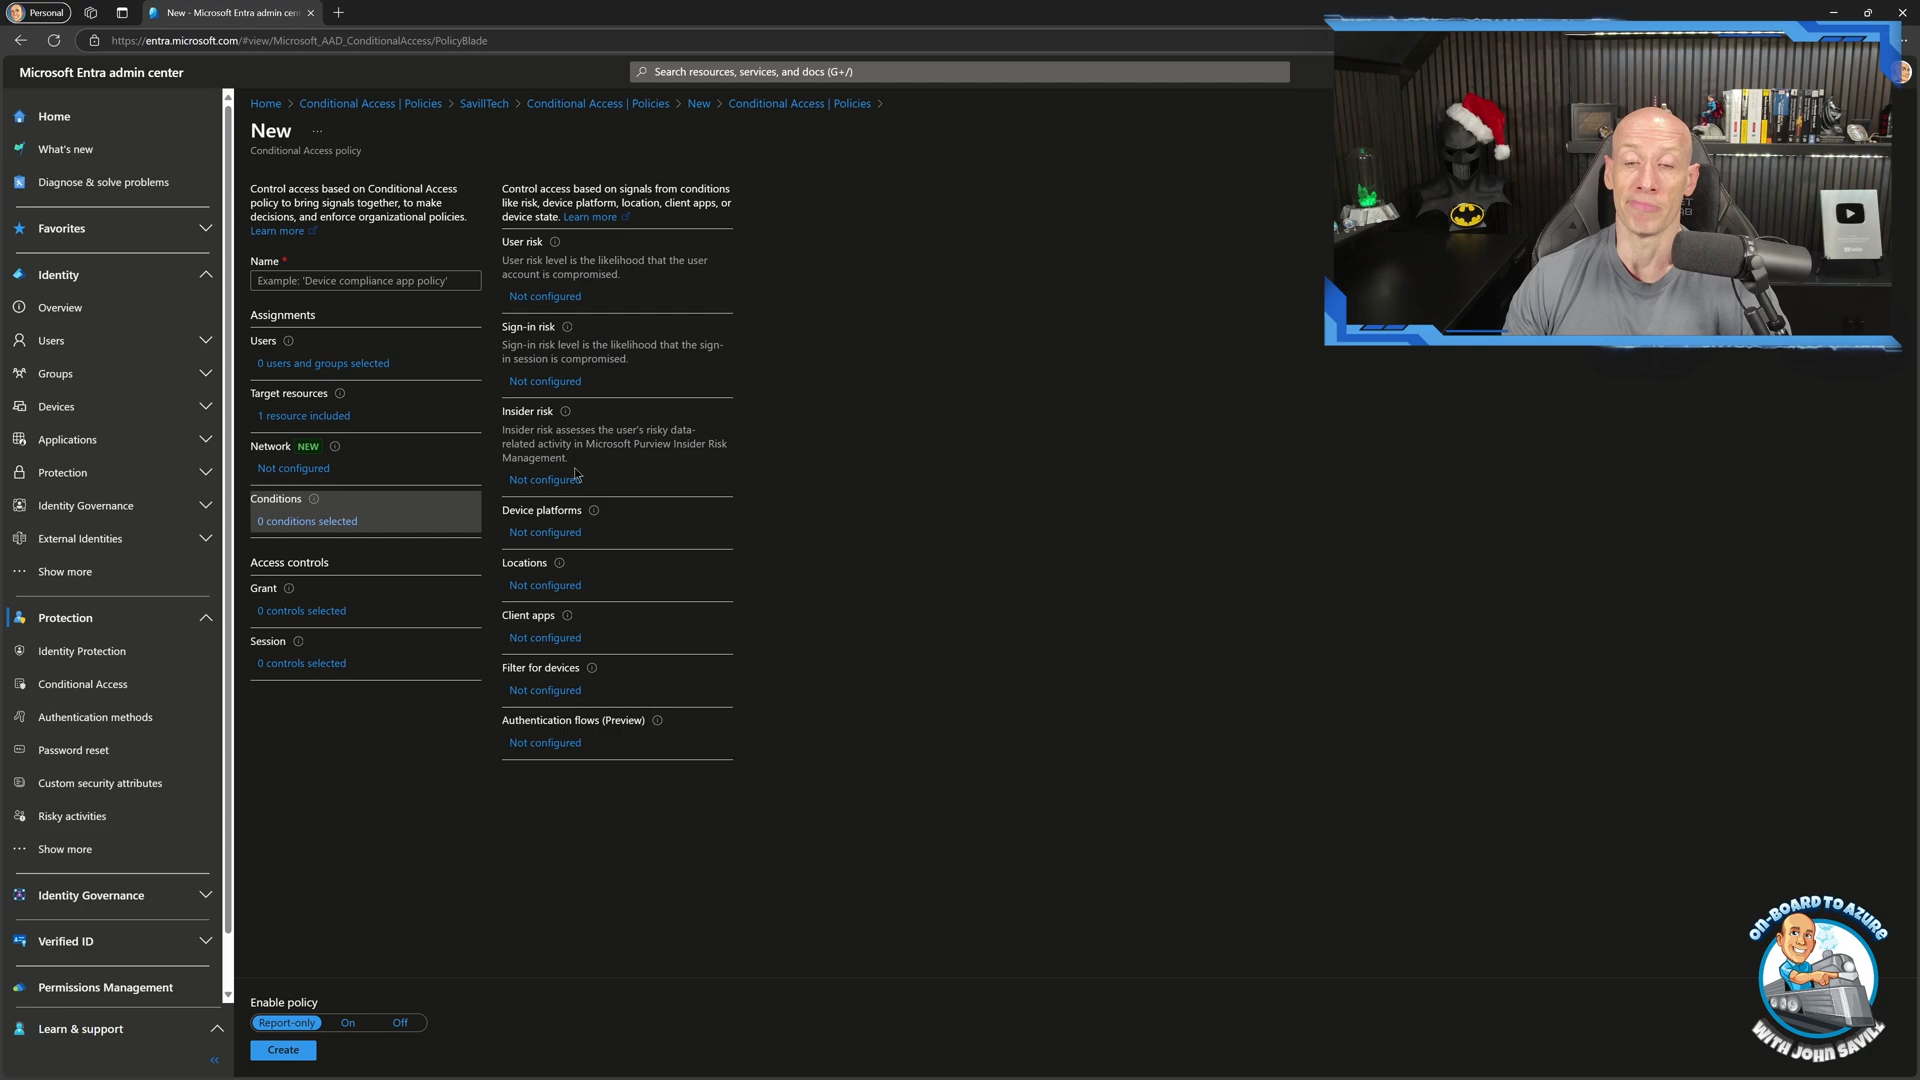 Personal
New - Microsoft Entra admin cen
https://entra.microsoft.com/#view/Microsoft_AAD_ConditionalAccess/PolicyBlade
Microsoft Entra admin center
Search resources, services, and docs (G+/)
Home
What's new
Diagnose & solve problems
Favorites
Identity
Overview
Users
Groups
Devices
Applications
Protection
Identity Governance
External Identities
Show more
Protection
Identity Protection
Conditional Access
Authentication methods
Password reset
Custom security attributes
Risky activities
Show more
Identity Governance
Verified ID
Permissions Management
Learn & support
Home > Conditional Access | Policies > SavillTech > Conditional Access | Policies > New > Conditional Access | Policies >
New ...
Conditional Access policy
Control access based on Conditional Access
policy to bring signals together, to make
decisions, and enforce organizational policies.
Learn more
Name *
Example: 'Device compliance app policy'
Assignments
Users
0 users and groups selected
Target resources
1 resource included
Network NEW
Not configured
Conditions
0 conditions selected
Access controls
Grant
0 controls selected
Session
0 controls selected
Control access based on signals from conditions
like risk, device platform, location, client apps, or
device state. Learn more
User risk
User risk level is the likelihood that the user
account is compromised.
Not configured
Sign-in risk
Sign-in risk level is the likelihood that the sign-
in session is compromised.
Not configured
Insider risk
Insider risk assesses the user's risky data-
related activity in Microsoft Purview Insider Risk
Management.
Not configured
Device platforms
Not configured
Locations
Not configured
Client apps
Not configured
Filter for devices
Not configured
Authentication flows (Preview)
Not configured
Enable policy
Report-only On Off
Create
ON-BOARD TO AZURE
WITH JOHN SAVILL